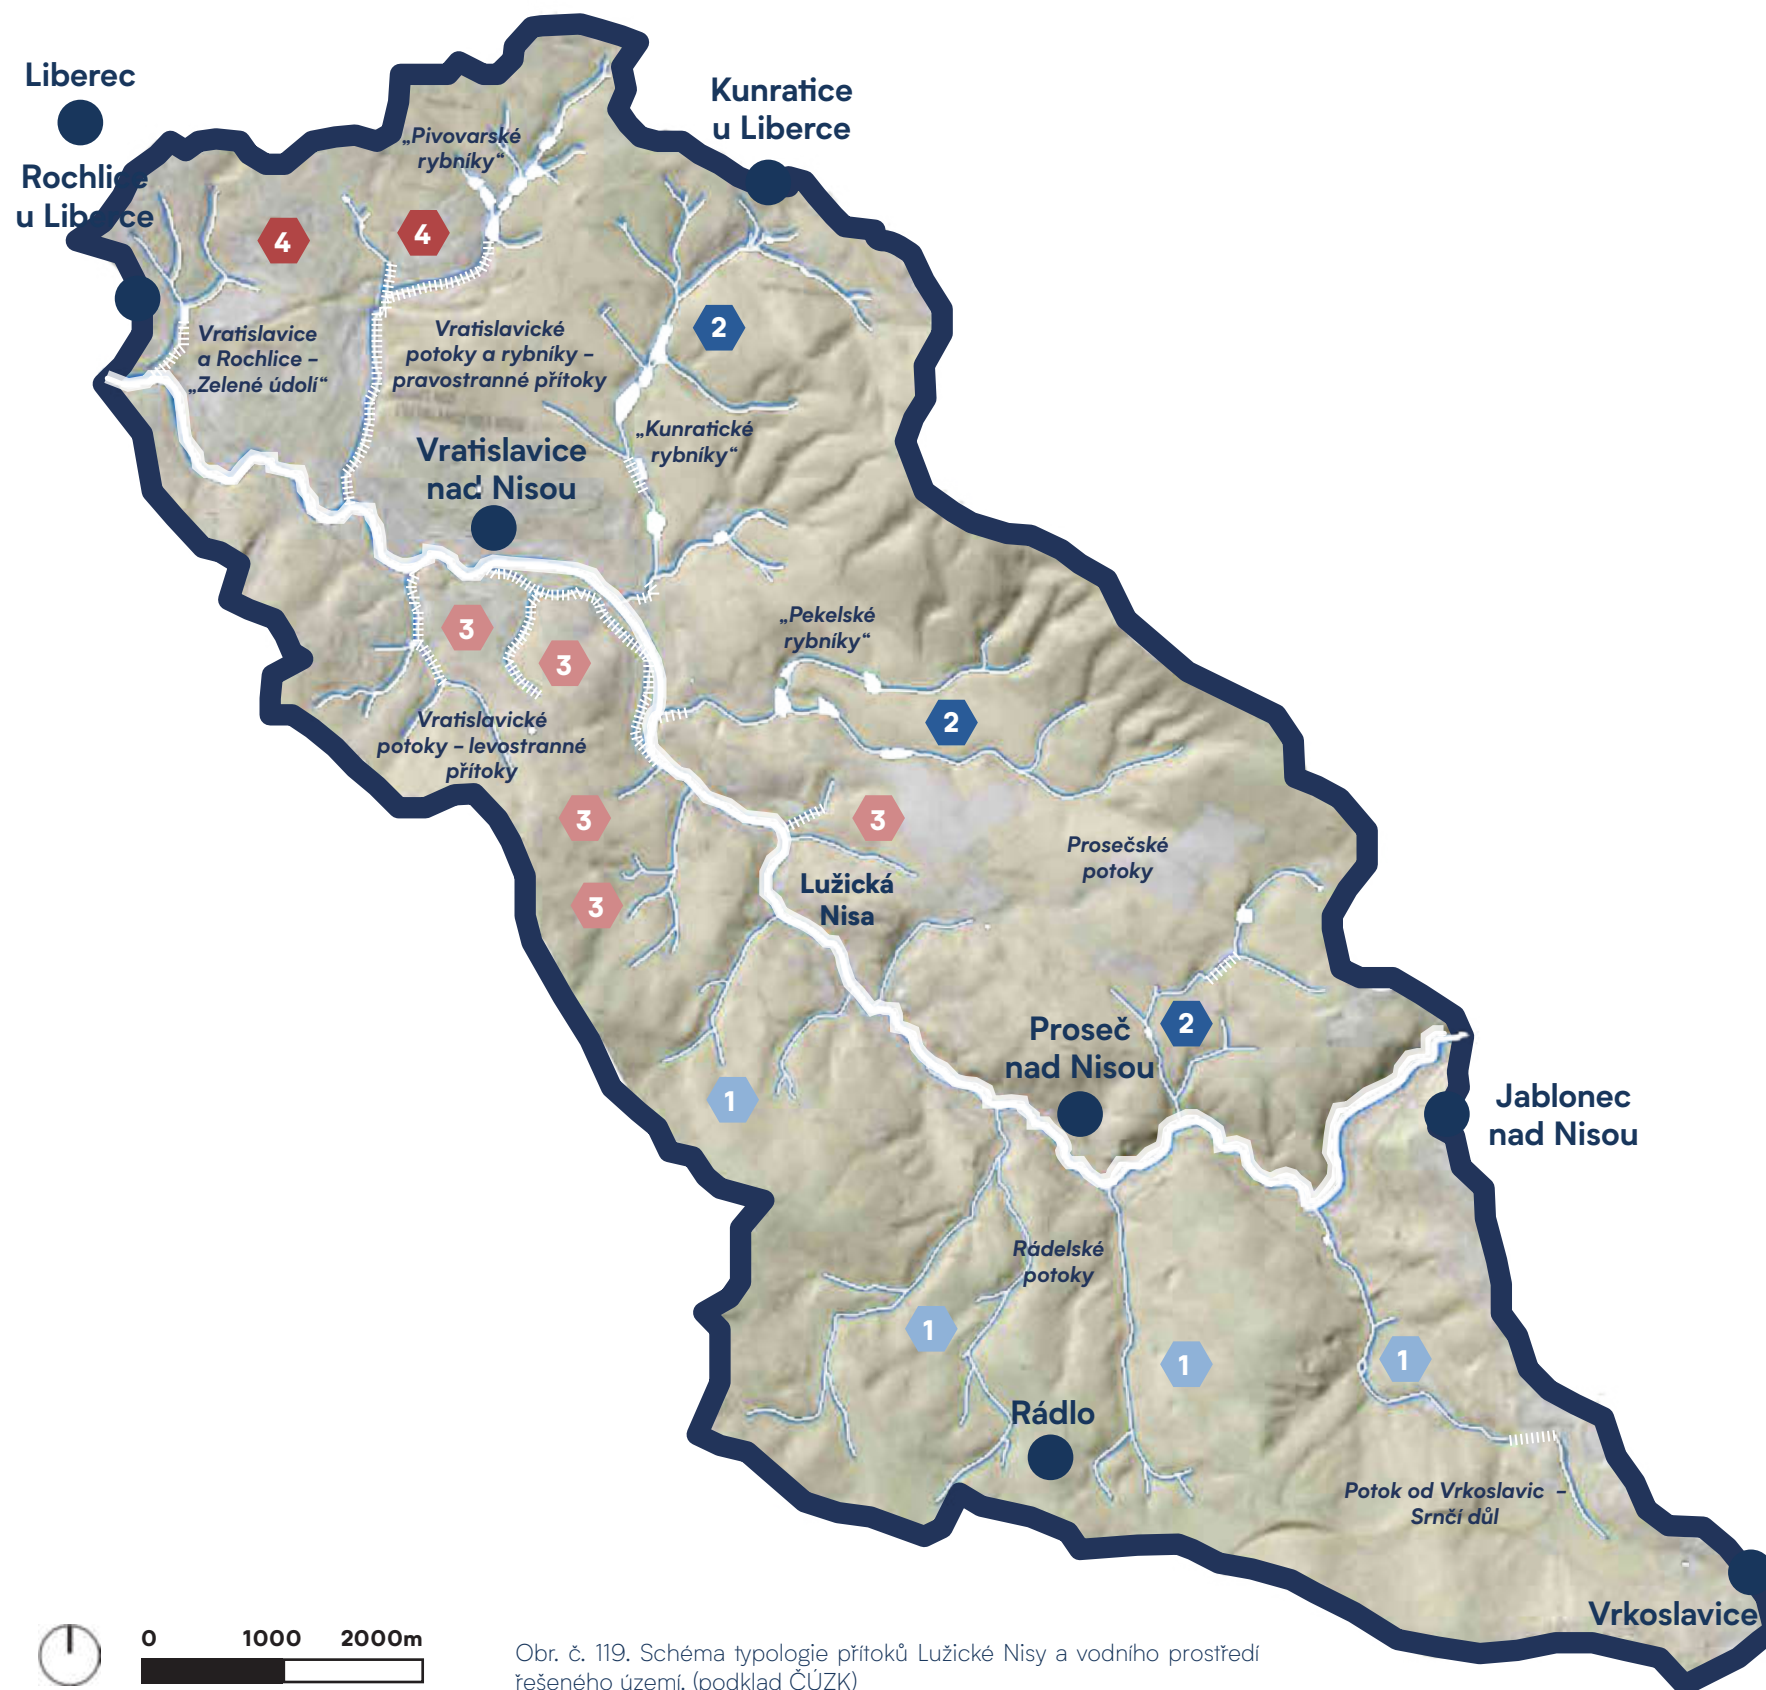 Liberec
Kunratice
u Liberce
„Pivovarské
rybníky“
Rochlice
u Liberce
4
4
2
Vratislavice
a Rochlice –
„Zelené údolí“
Vratislavické
potoky a rybníky –
pravostranné přítoky
„Kunratické
rybníky“
Vratislavice
nad Nisou
3
3
„Pekelské
rybníky“
2
Vratislavické
potoky – levostranné
přítoky
3
3
3
Prosečské
potoky
Lužická
Nisa
2
Proseč
nad Nisou
1
Jablonec
nad Nisou
Rádelské
potoky
1
1
1
Rádlo
Potok od Vrkoslavic –
Srnčí důl
Vrkoslavice
0 1000 2000m
Obr. č. 119. Schéma typologie přítoků Lužické Nisy a vodního prostředí
řešeného území. (podklad ČÚZK)